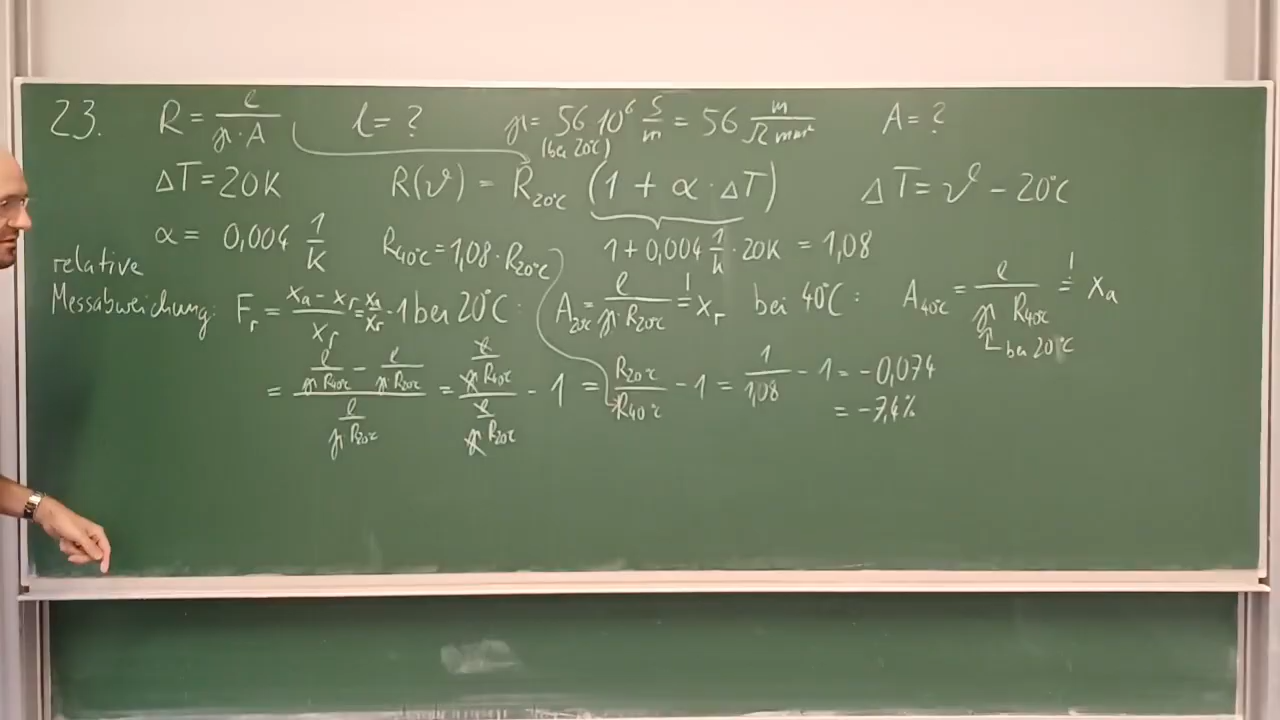 23. R = l/(γ·A) l = ? γ = 56·10⁶ S/m = 56 m/(Ω mm²) A = ?
(bei 20°C)
ΔT = 20K R(ϑ) = R₂₀°C (1 + α·ΔT) ΔT = ϑ − 20°C
α = 0,004 1/K R₄₀°C = 1,08·R₂₀°C 1 + 0,004 1/K · 20K = 1,08
relative
Messabweichung: F_r = (x_a − x_r)/x_r = x_a/x_r − 1 bei 20°C: A₂₀°C = l/(γ R₂₀°C) =! x_r bei 40°C: A₄₀°C = l/(γ R₄₀°C) =! x_a
bei 20°C
= (l/(γ R₄₀°C) − l/(γ R₂₀°C))/(l/(γ R₂₀°C)) = (l/(γ R₄₀°C))/(l/(γ R₂₀°C)) − 1 = R₂₀°C/R₄₀°C − 1 = 1/1,08 − 1 = −0,074
= −7,4%